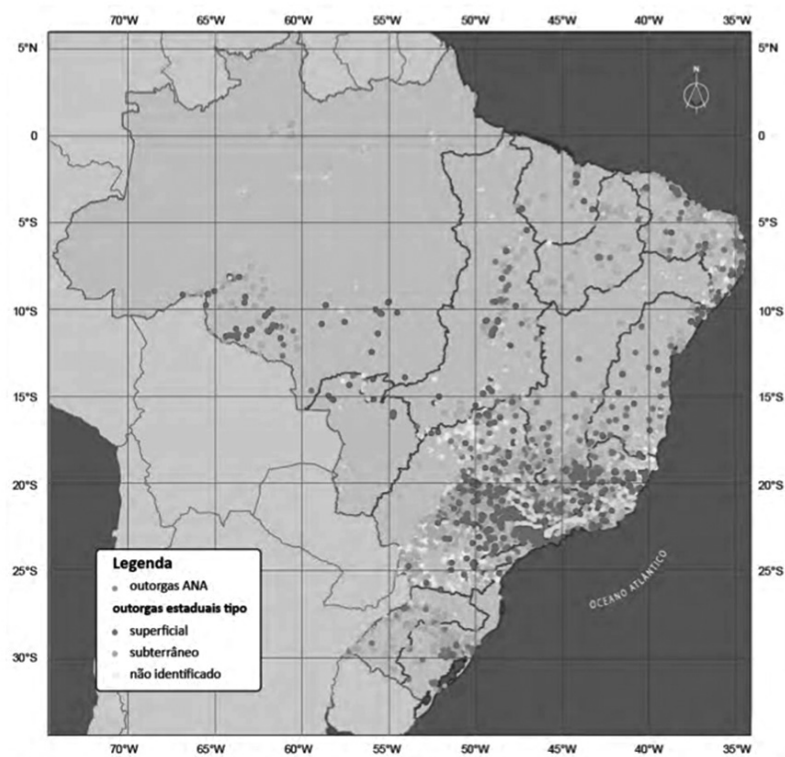 70°W 65°W 60°W 55°W 50°W 45°W 40°W 35°W
5°N 5°N
N
0 0
5°S 5°S
10°S 10°S
15°S 15°S
20°S 20°S
25°S 25°S
30°S 30°S
Legenda
outorgas ANA
outorgas estaduais tipo
superficial
subterrâneo
não identificado
OCEANO ATLÂNTICO
70°W 65°W 60°W 55°W 50°W 45°W 40°W 35°W